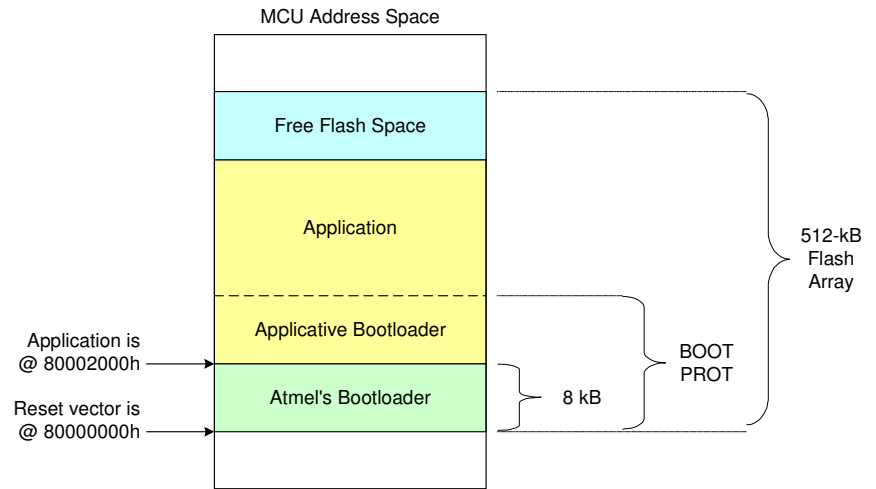 MCU Address Space
Free Flash Space
Application
512-kB
Flash
Array
Applicative Bootloader
Application is
@ 80002000h
BOOT
PROT
Atmel's Bootloader
8 kB
Reset vector is
@ 80000000h